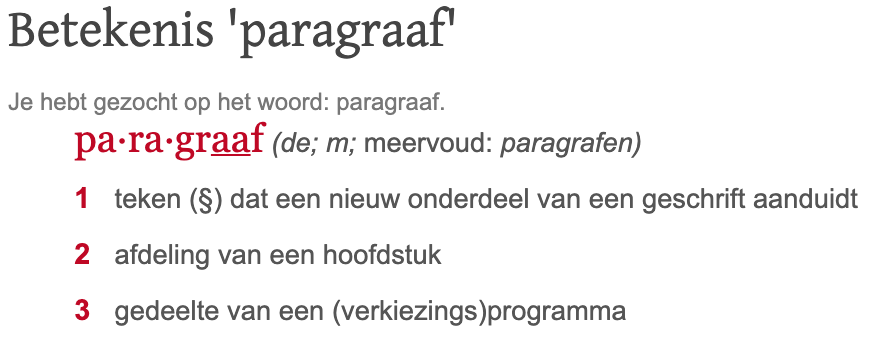 Betekenis 'paragraaf'
Je hebt gezocht op het woord: paragraaf.
pa·ra·graaf (de; m; meervoud: paragrafen)
1 teken (§) dat een nieuw onderdeel van een geschrift aanduidt
2 afdeling van een hoofdstuk
3 gedeelte van een (verkiezings)programma